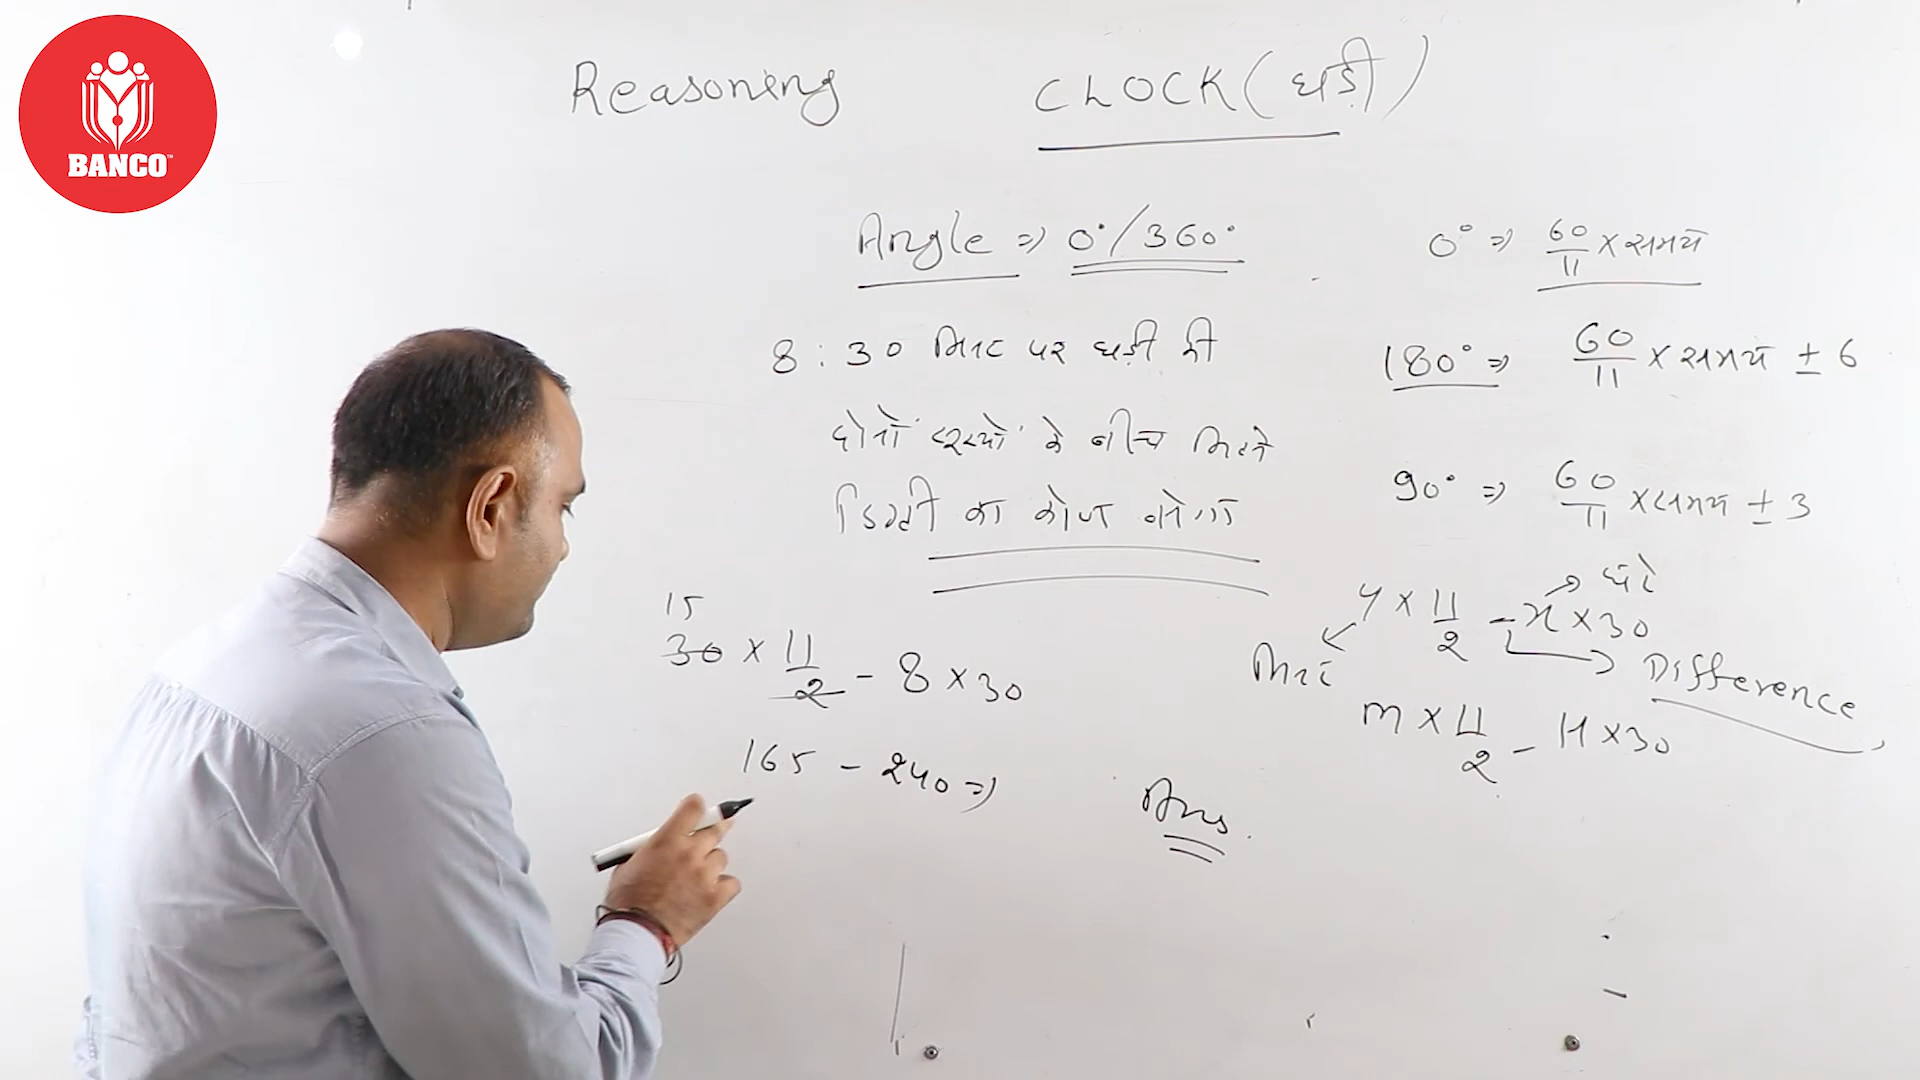 BANCO™
Reasoning CLOCK (घड़ी)
Angle ⇒ 0°/360°
8 : 30 मिनट पर घड़ी की
दोनों सूइयों के बीच कितने
डिग्री का कोण बनेगा
15
30 × 11/2 - 8 × 30
165 - 240 ⇒
Ans.
0° ⇒ 60/11 × समय
180° ⇒ 60/11 × समय ± 6
90° ⇒ 60/11 × समय ± 3
घंटे
y × 11/2 - x × 30
मिनट
Difference
m × 11/2 - H × 30